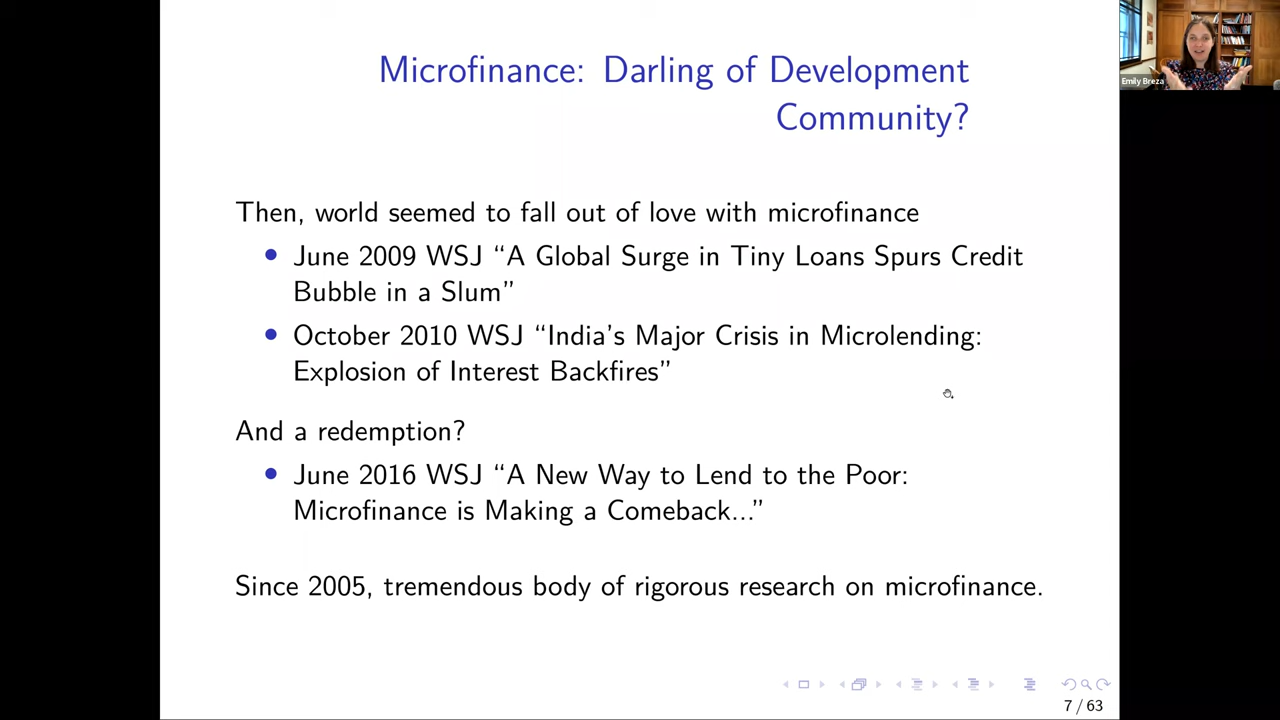 Microfinance: Darling of Development
Community?
Emily Breza
Then, world seemed to fall out of love with microfinance
June 2009 WSJ “A Global Surge in Tiny Loans Spurs Credit
Bubble in a Slum”
October 2010 WSJ “India’s Major Crisis in Microlending:
Explosion of Interest Backfires”
And a redemption?
June 2016 WSJ “A New Way to Lend to the Poor:
Microfinance is Making a Comeback...”
Since 2005, tremendous body of rigorous research on microfinance.
7 / 63